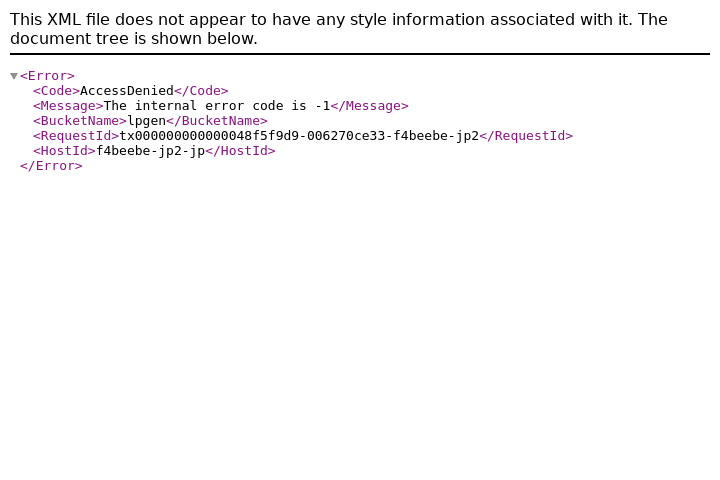 This XML file does not appear to have any style information associated with it. The
document tree is shown below.
<Error>
<Code>AccessDenied</Code>
<Message>The internal error code is -1</Message>
<BucketName>lpgen</BucketName>
<RequestId>tx000000000000048f5f9d9-006270ce33-f4beebe-jp2</RequestId>
<HostId>f4beebe-jp2-jp</HostId>
</Error>